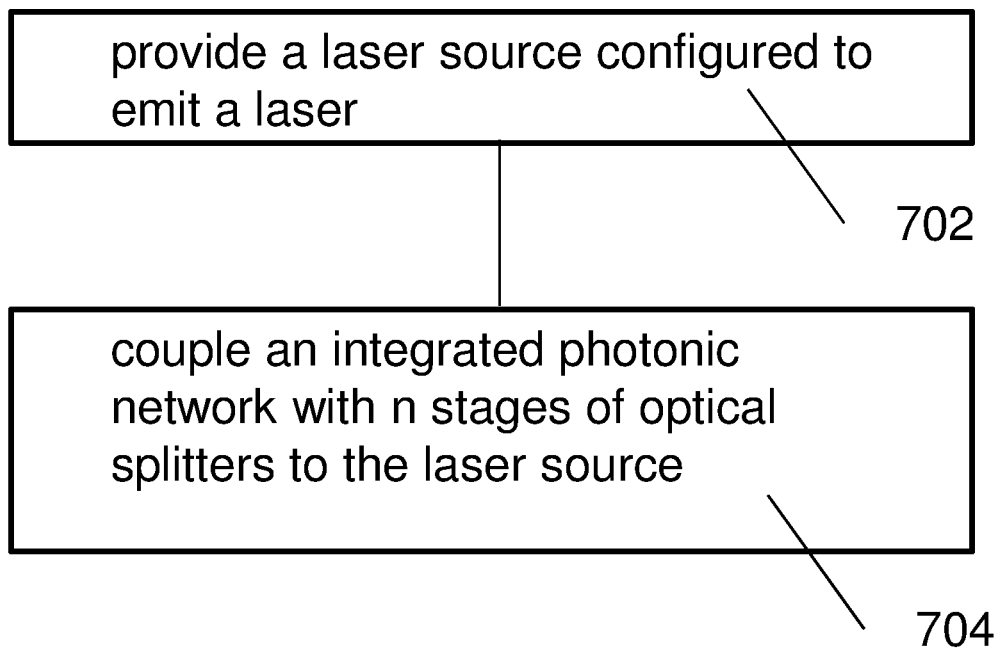 provide a laser source configured to
emit a laser
702
couple an integrated photonic
network with n stages of optical
splitters to the laser source
704